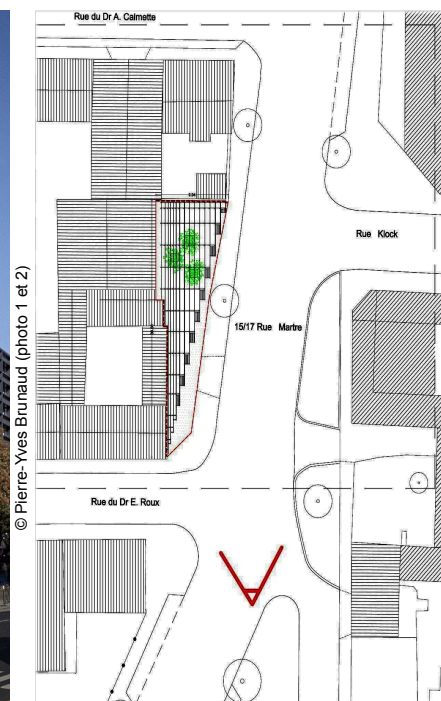 Rue du Dr A. Calmette
Rue Klock
15/17 Rue Martre
Rue du Dr E. Roux
© Pierre-Yves Brunaud (photo 1 et 2)